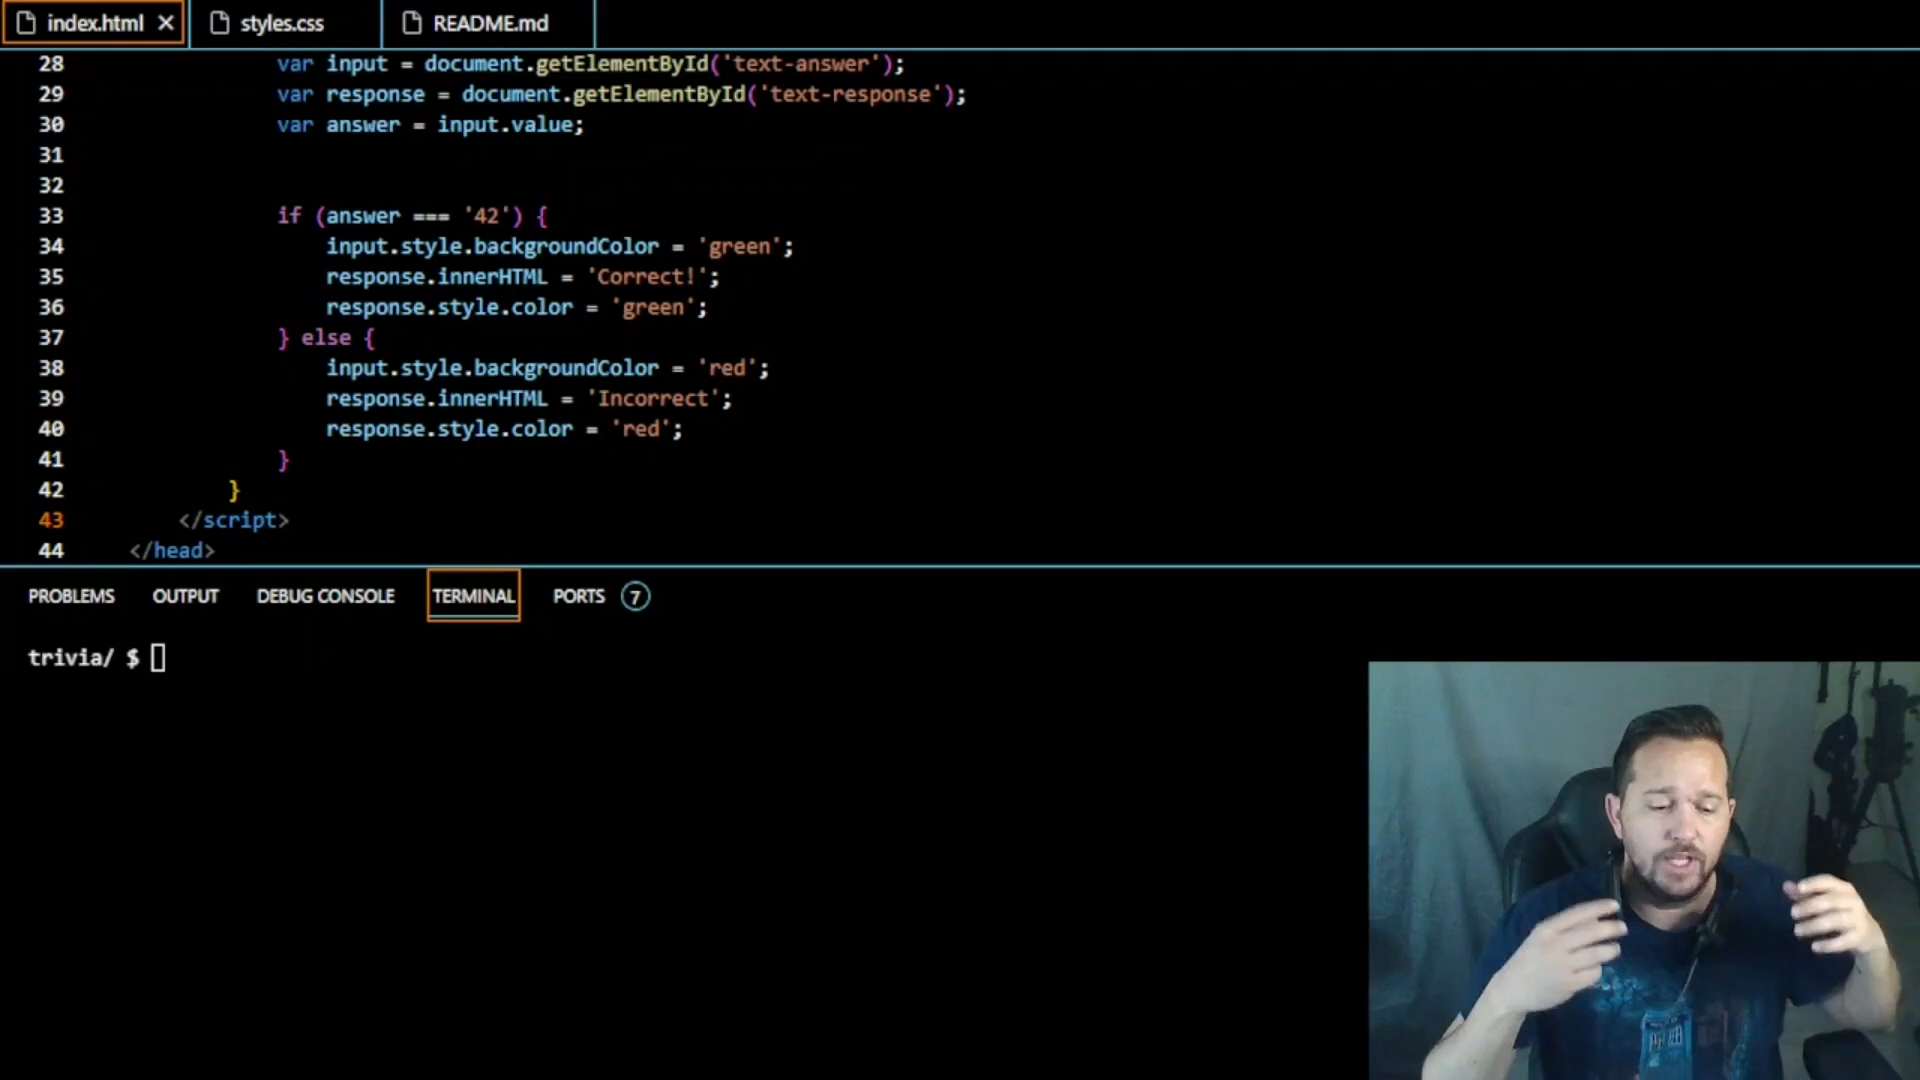 index.html ✕ styles.css README.md
28 var input = document.getElementById('text-answer');
29 var response = document.getElementById('text-response');
30 var answer = input.value;
31
32
33 if (answer === '42') {
34 input.style.backgroundColor = 'green';
35 response.innerHTML = 'Correct!';
36 response.style.color = 'green';
37 } else {
38 input.style.backgroundColor = 'red';
39 response.innerHTML = 'Incorrect';
40 response.style.color = 'red';
41 }
42 }
43 </script>
44 </head>
PROBLEMS OUTPUT DEBUG CONSOLE TERMINAL PORTS 7
trivia/ $